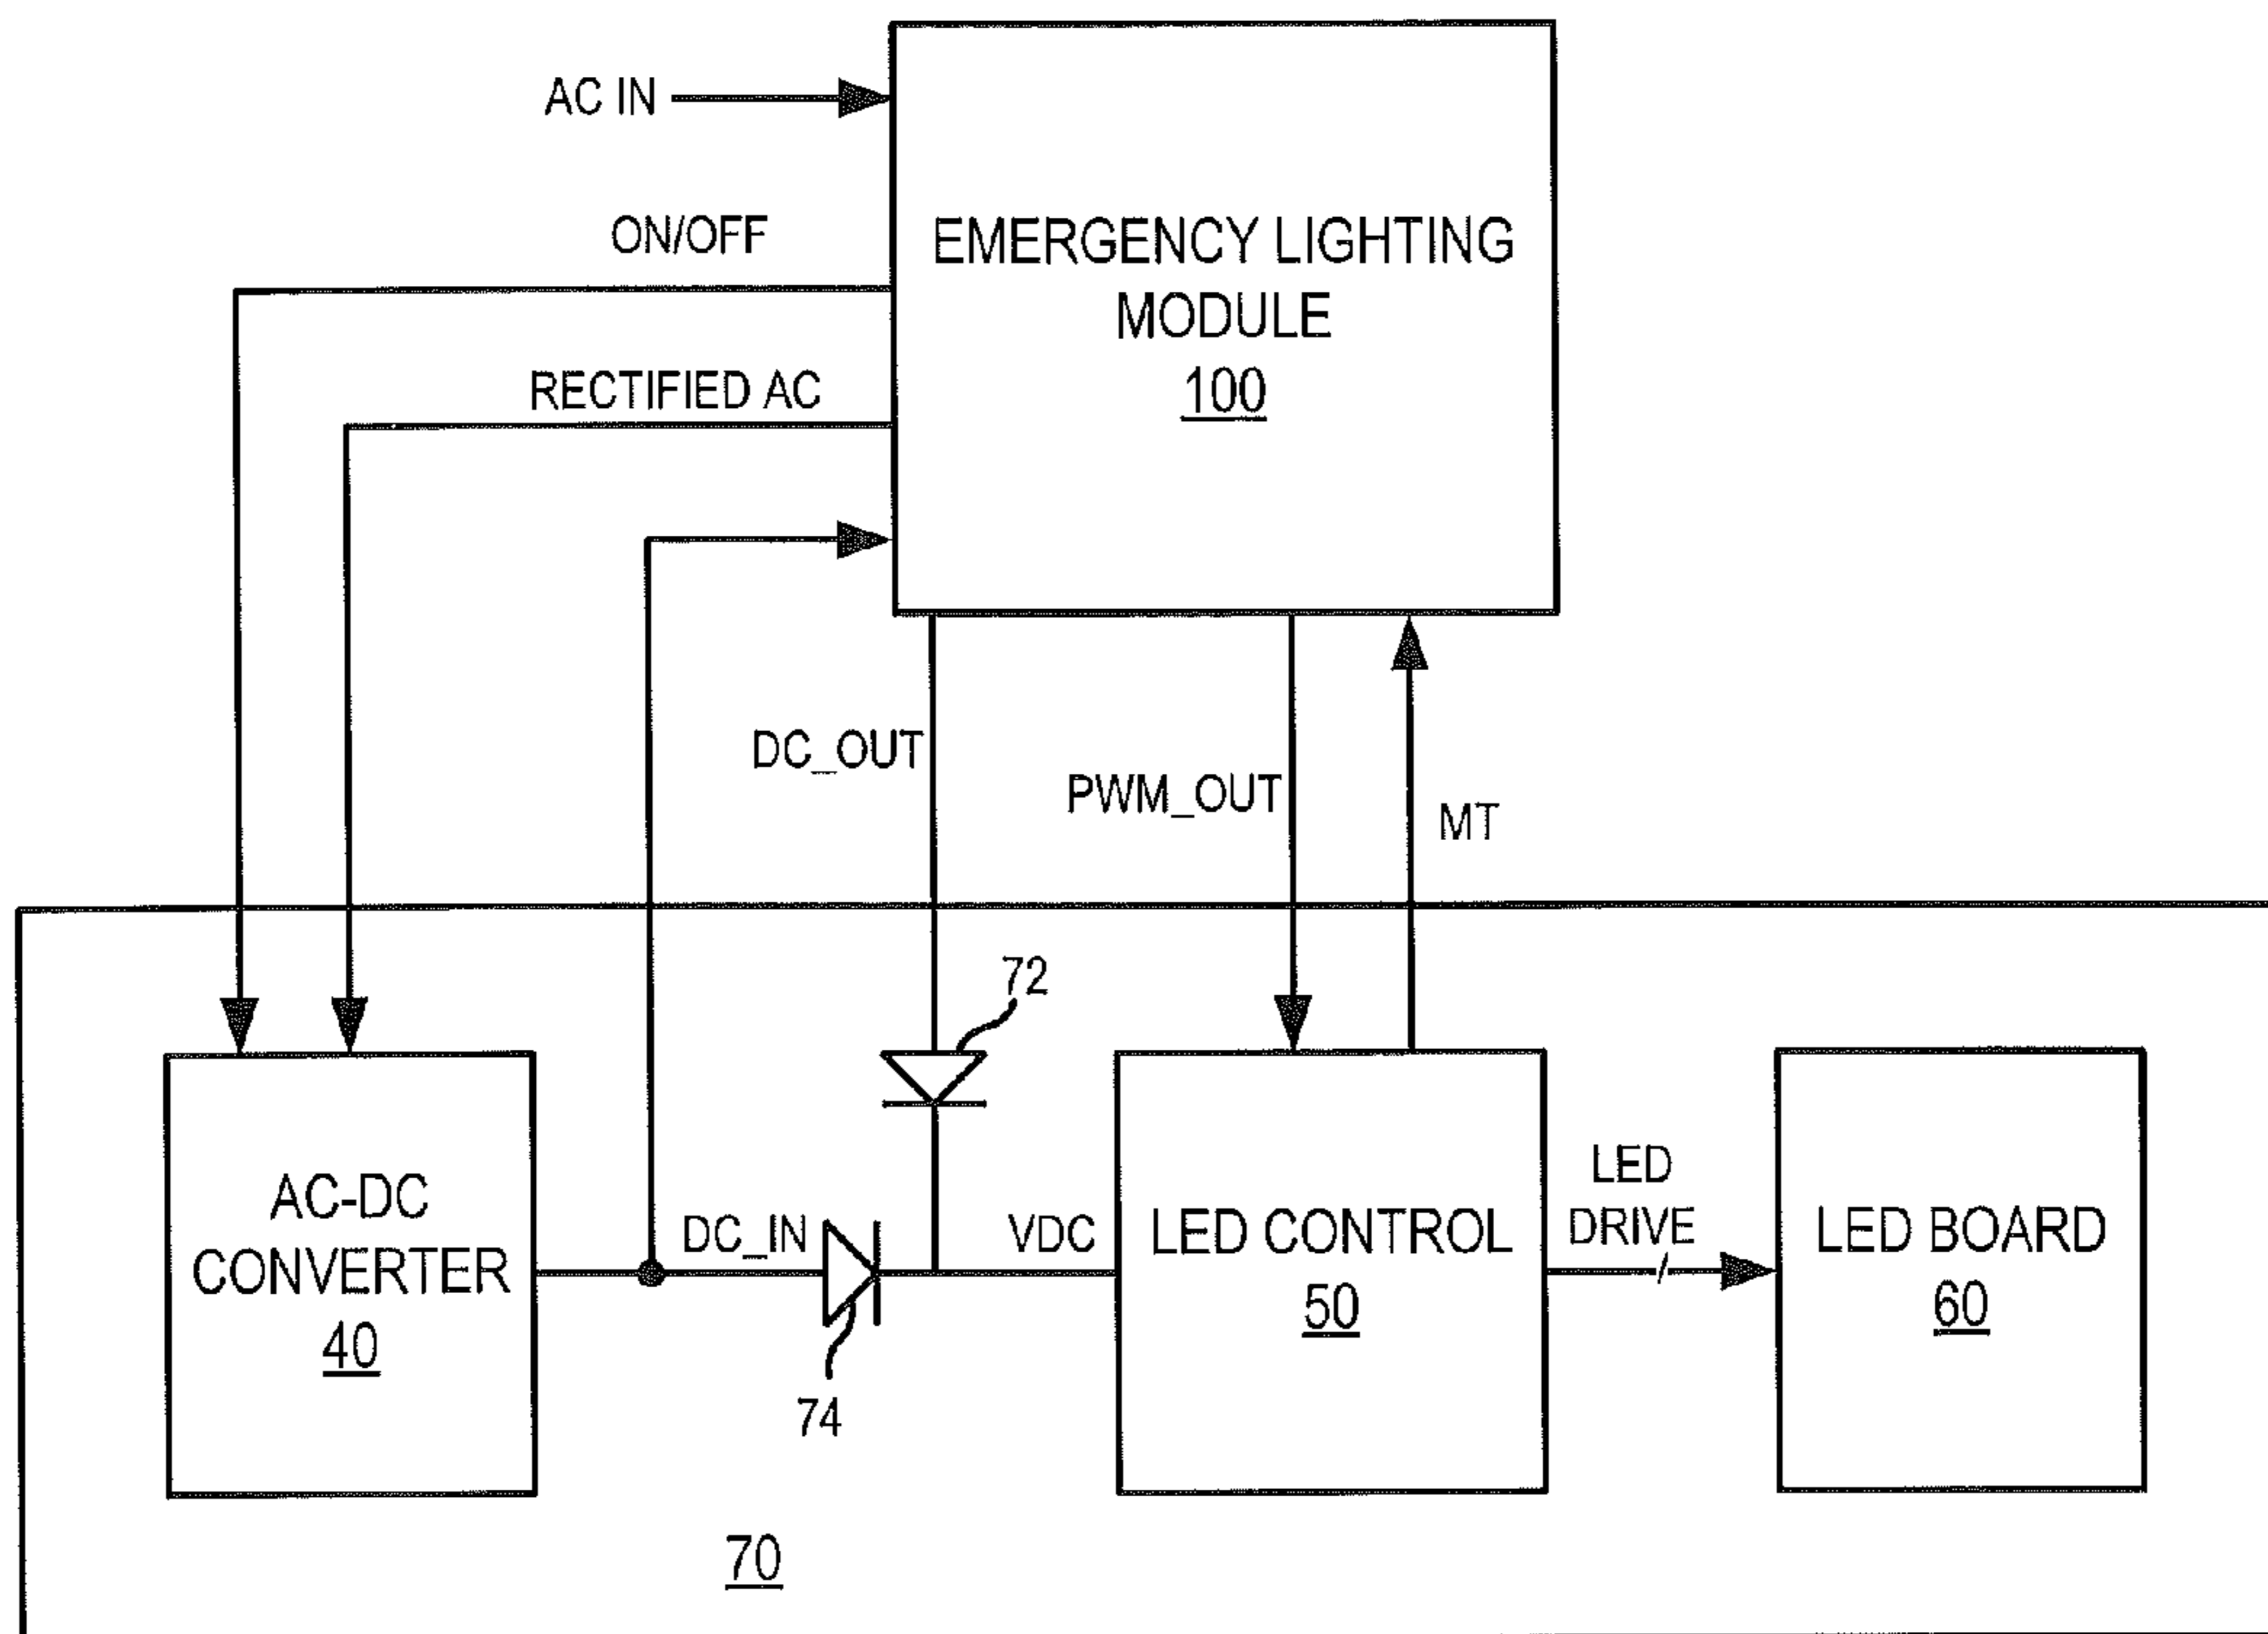 AC IN
ON/OFF
EMERGENCY LIGHTING
MODULE
100
RECTIFIED AC
DC_OUT
PWM_OUT
MT
72
AC-DC
CONVERTER
40
DC_IN
74
VDC
LED CONTROL
50
LED
DRIVE
LED BOARD
60
70